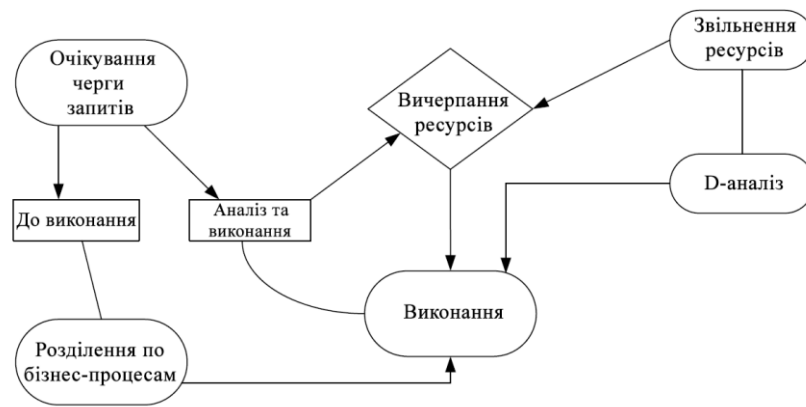 Очікування
черги
запитів
Звільнення
ресурсів
Вичерпання
ресурсів
D-аналіз
До виконання
Аналіз та
виконання
Виконання
Розділення по
бізнес-процесам